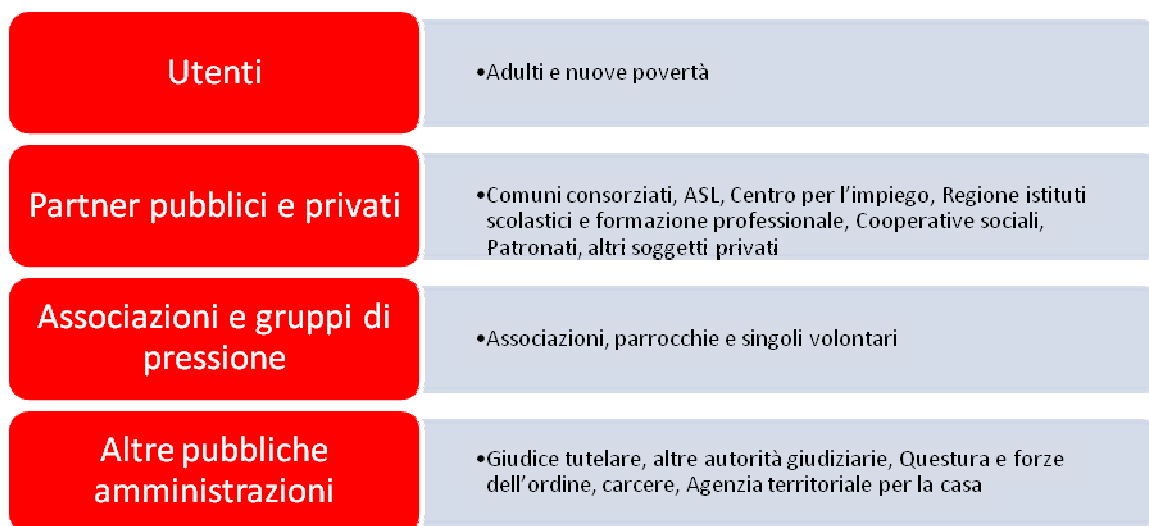 Utenti
•Adulti e nuove povertà
Partner pubblici e privati
•Comuni consorziati, ASL, Centro per l'impiego, Regione istituti
scolastici e formazione professionale, Cooperative sociali,
Patronati, altri soggetti privati
Associazioni e gruppi di
pressione
•Associazioni, parrocchie e singoli volontari
Altre pubbliche
amministrazioni
•Giudice tutelare, altre autorità giudiziarie, Questura e forze
dell'ordine, carcere, Agenzia territoriale per la casa